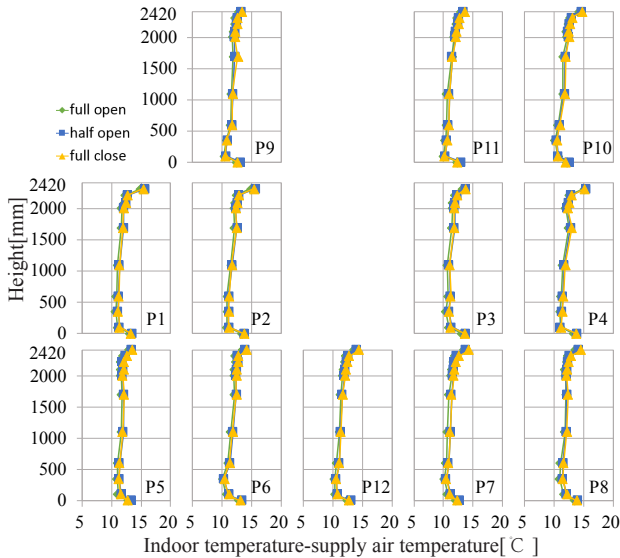 2420
2000
1500
1000
500
0
full open
half open
full close
P9
P11
P10
2420
2000
1500
1000
500
0
Height[mm]
P1
P2
P3
P4
2420
2000
1500
1000
500
0
P5
P6
P12
P7
P8
5 10 15 20 5 10 15 20 5 10 15 20 5 10 15 20 5 10 15 20
Indoor temperature-supply air temperature[℃]